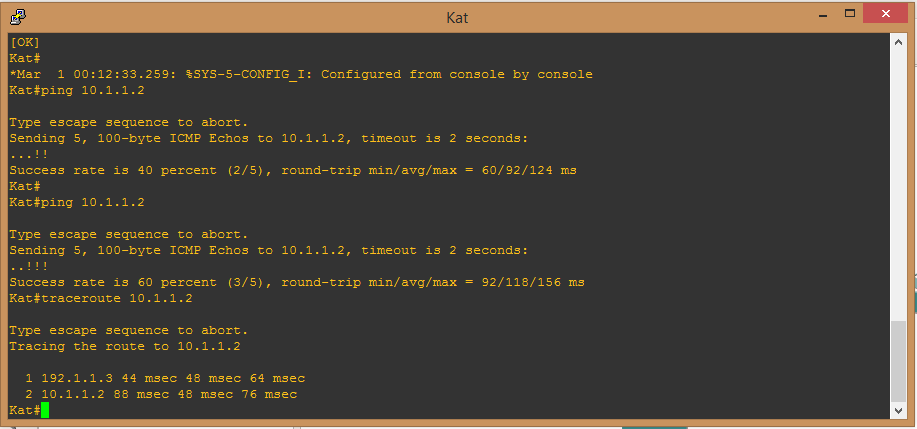 Kat
[OK]
Kat#
*Mar  1 00:12:33.259: %SYS-5-CONFIG_I: Configured from console by console
Kat#ping 10.1.1.2

Type escape sequence to abort.
Sending 5, 100-byte ICMP Echos to 10.1.1.2, timeout is 2 seconds:
...!!
Success rate is 40 percent (2/5), round-trip min/avg/max = 60/92/124 ms
Kat#
Kat#ping 10.1.1.2

Type escape sequence to abort.
Sending 5, 100-byte ICMP Echos to 10.1.1.2, timeout is 2 seconds:
..!!!
Success rate is 60 percent (3/5), round-trip min/avg/max = 92/118/156 ms
Kat#traceroute 10.1.1.2

Type escape sequence to abort.
Tracing the route to 10.1.1.2

  1 192.1.1.3 44 msec 48 msec 64 msec
  2 10.1.1.2 88 msec 48 msec 76 msec
Kat#